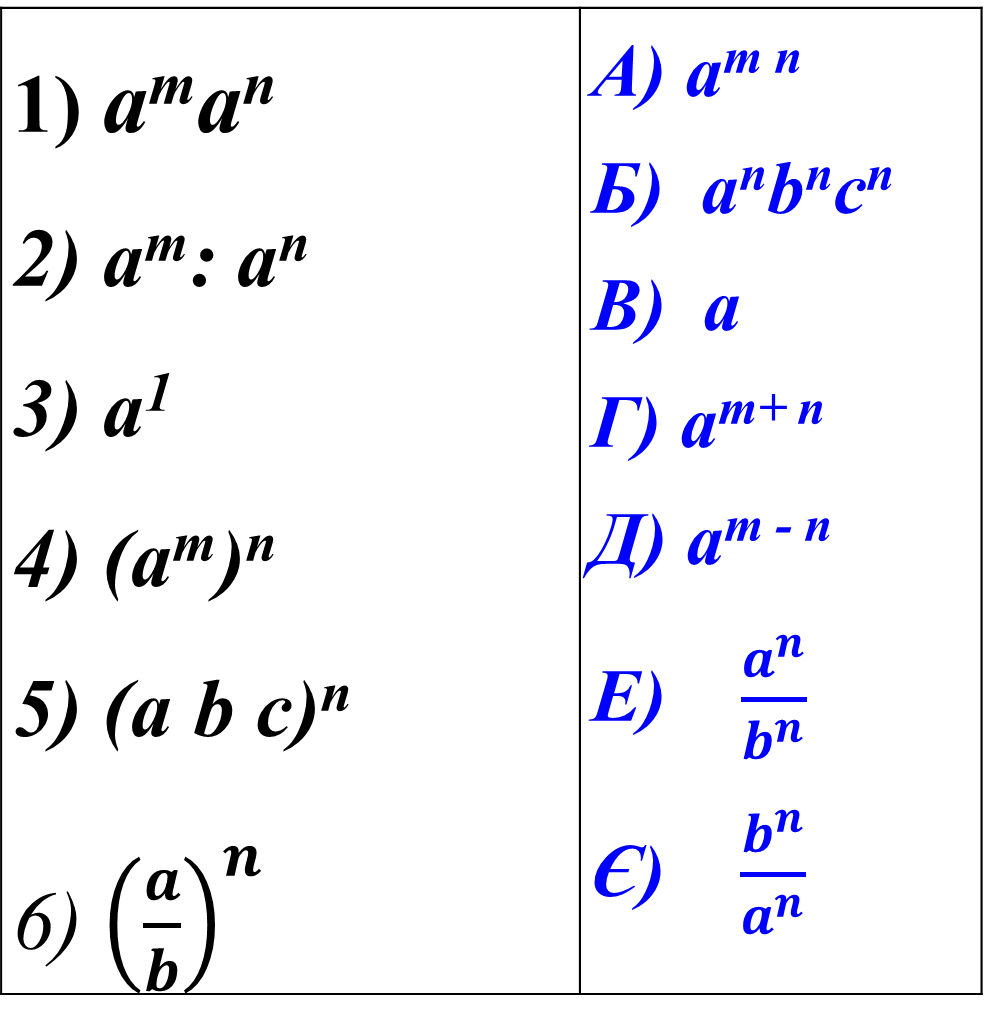 1) aᵐaⁿ
2) aᵐ : aⁿ
3) a¹
4) (aᵐ)ⁿ
5) (a b c)ⁿ
6) (a/b)ⁿ
А) aᵐ ⁿ
Б) aⁿbⁿcⁿ
В) a
Г) aᵐ⁺ ⁿ
Д) aᵐ ⁻ ⁿ
Е) aⁿ/bⁿ
Є) bⁿ/aⁿ